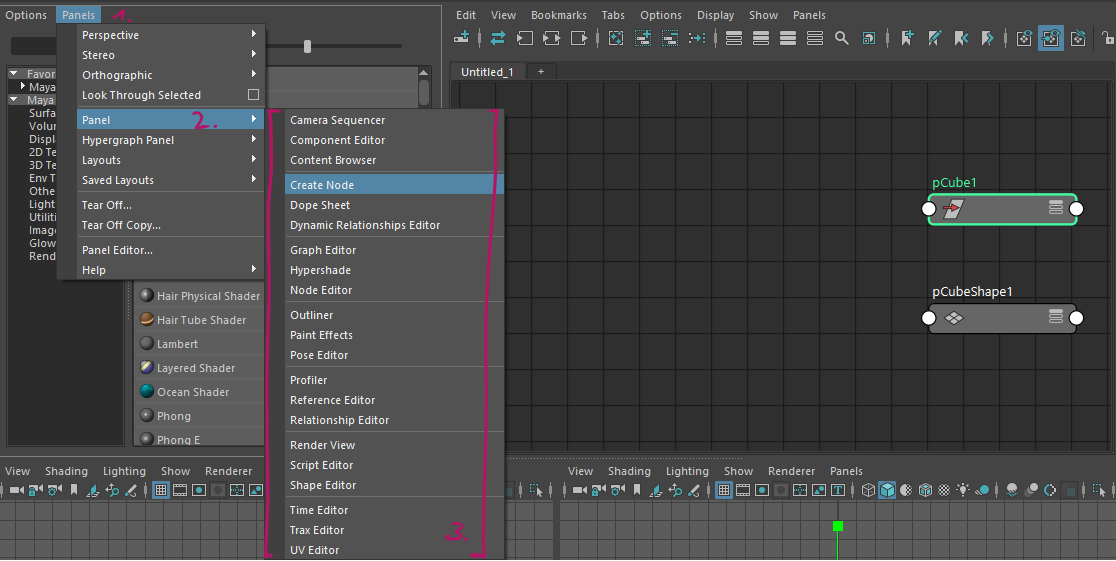 Options Panels 1.
Edit View Bookmarks Tabs Options Display Show Panels
Untitled_1 +
Perspective
Stereo
Orthographic
Look Through Selected
Panel 2.
Hypergraph Panel
Layouts
Saved Layouts
Tear Off...
Tear Off Copy...
Panel Editor...
Help
Favor
Maya
Maya
Surfa
Volu
Displ
2D Te
3D Te
Env T
Othe
Light
Utiliti
Imag
Glow
Rend
Hair Physical Shader
Hair Tube Shader
Lambert
Layered Shader
Ocean Shader
Phong
Phong E
Camera Sequencer
Component Editor
Content Browser
Create Node
Dope Sheet
Dynamic Relationships Editor
Graph Editor
Hypershade
Node Editor
Outliner
Paint Effects
Pose Editor
Profiler
Reference Editor
Relationship Editor
Render View
Script Editor
Shape Editor
Time Editor
Trax Editor
UV Editor
3.
pCube1
pCubeShape1
View Shading Lighting Show Renderer
View Shading Lighting Show Renderer Panels